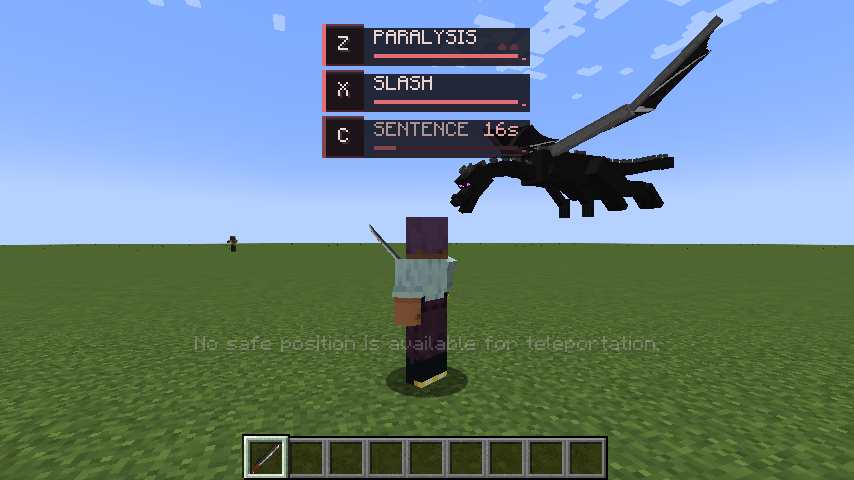 Z PARALYSIS
X SLASH
C SENTENCE 16s
No safe position is available for teleportation.